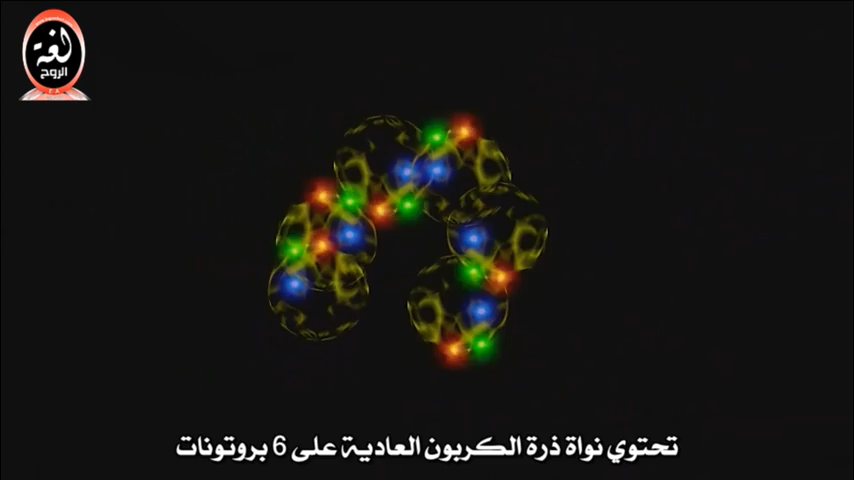 لغة
الروح
تحتوي نواة ذرة الكربون العادية على 6 بروتونات